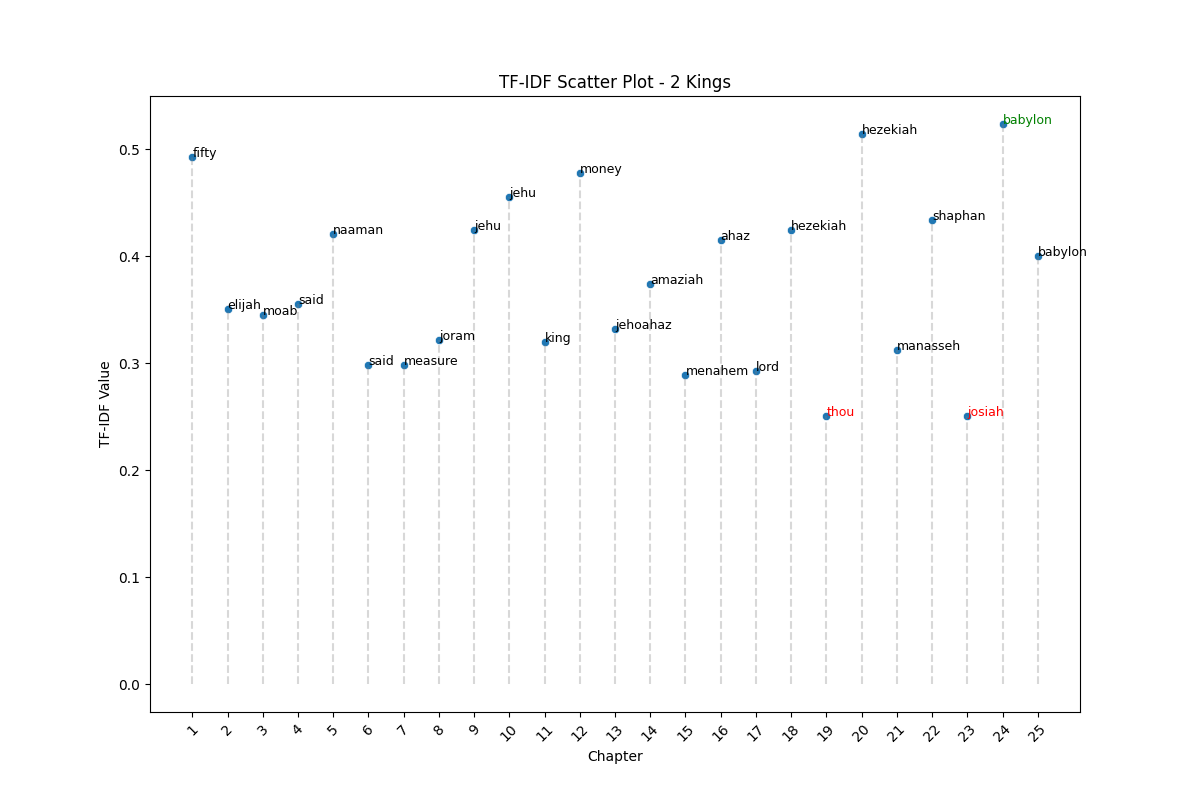 TF-IDF Scatter Plot - 2 Kings
TF-IDF Value
0.5
0.4
0.3
0.2
0.1
0.0
fifty
elijah
moab
said
naaman
said
measure
joram
jehu
jehu
king
money
jehoahaz
amaziah
menahem
ahaz
lord
hezekiah
thou
hezekiah
manasseh
shaphan
josiah
babylon
babylon
1 2 3 4 5 6 7 8 9 10 11 12 13 14 15 16 17 18 19 20 21 22 23 24 25
Chapter